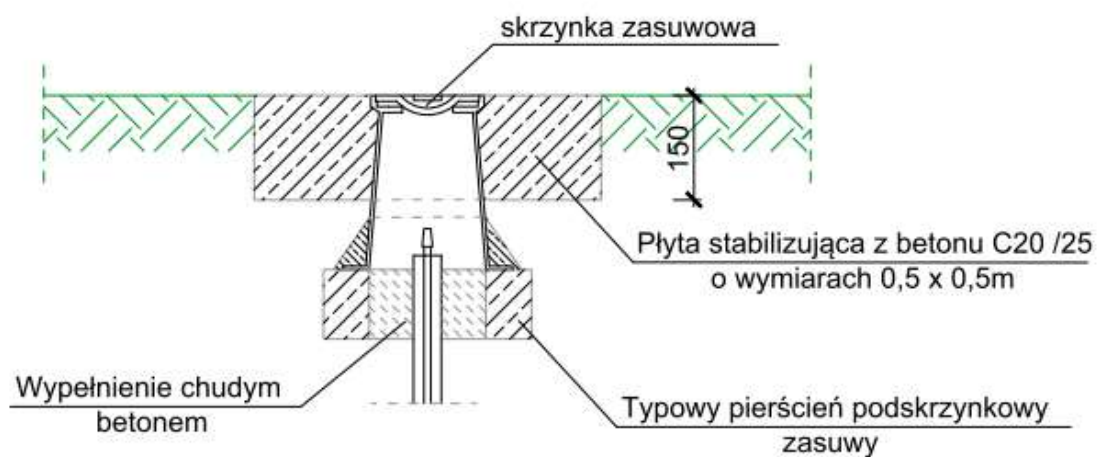 skrzynka zasuwowa
150
Płyta stabilizująca z betonu C20 /25
o wymiarach 0,5 x 0,5m
Wypełnienie chudym
betonem
Typowy pierścień podskrzynkowy
zasuwy